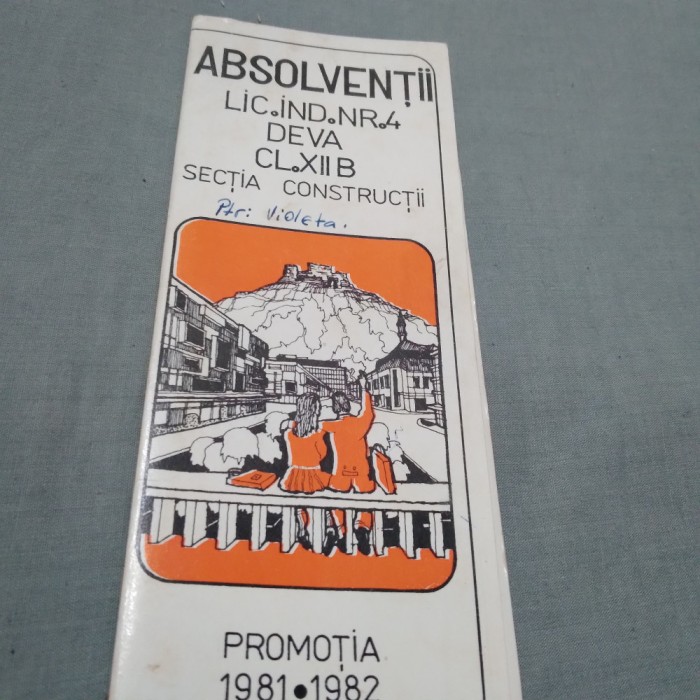 ABSOLVENȚII
LIC.IND.NR.4
DEVA
CL.XII B
SECȚIA CONSTRUCȚII
Ptr: Violeta.
PROMOȚIA
1981•1982